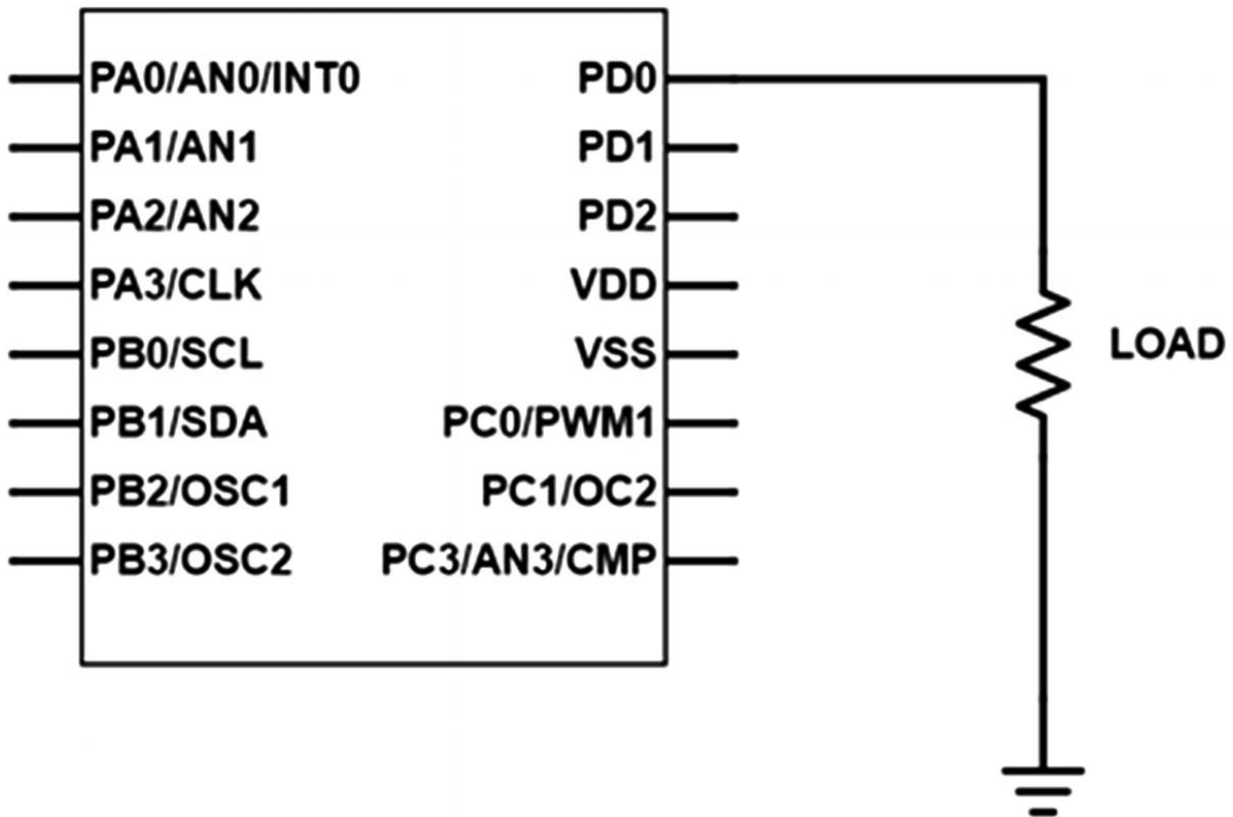 PA0/AN0/INT0
PA1/AN1
PA2/AN2
PA3/CLK
PB0/SCL
PB1/SDA
PB2/OSC1
PB3/OSC2
PD0
PD1
PD2
VDD
VSS
PC0/PWM1
PC1/OC2
PC3/AN3/CMP
LOAD